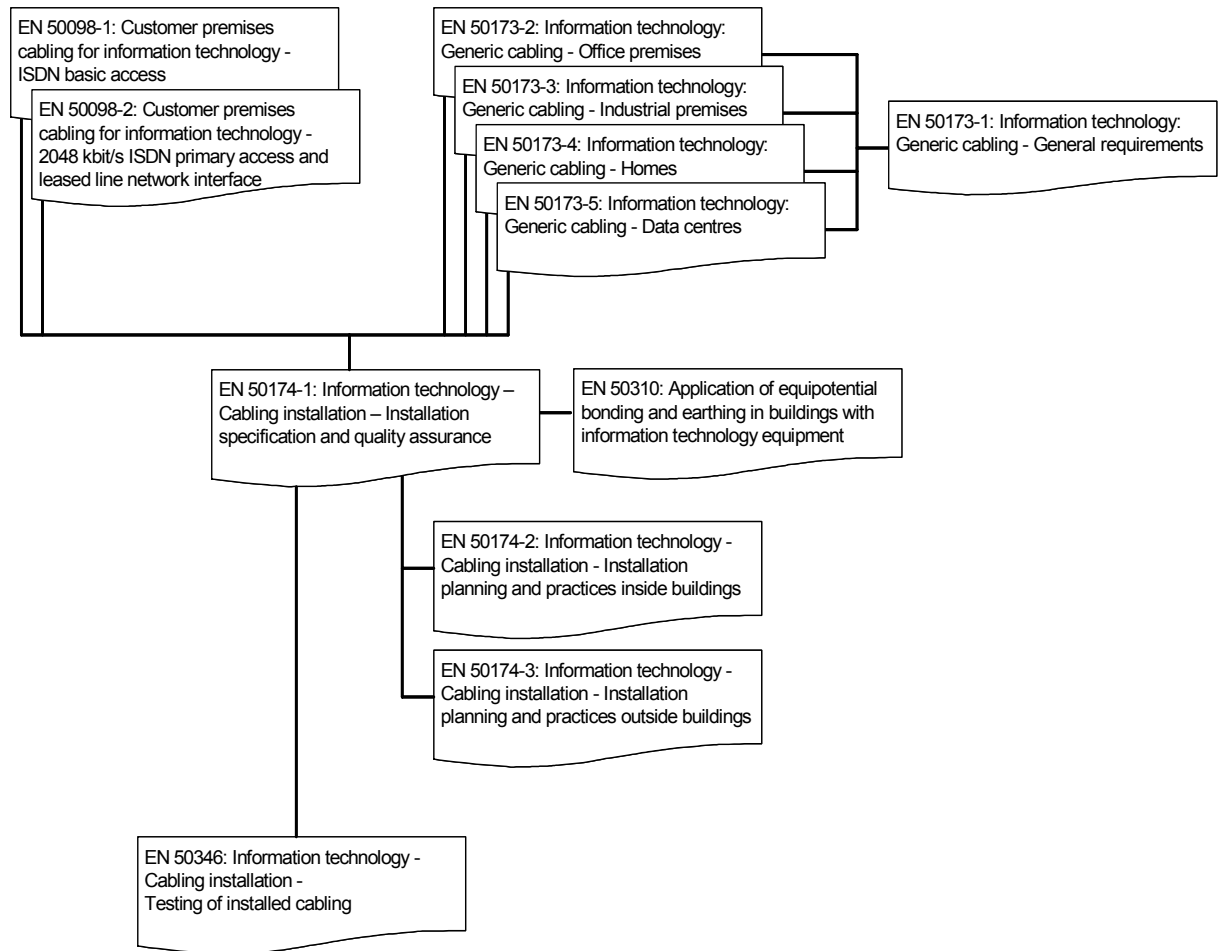 EN 50098-1: Customer premises
cabling for information technology -
ISDN basic access
EN 50098-2: Customer premises
cabling for information technology -
2048 kbit/s ISDN primary access and
leased line network interface
EN 50173-2: Information technology:
Generic cabling - Office premises
EN 50173-3: Information technology:
Generic cabling - Industrial premises
EN 50173-4: Information technology:
Generic cabling - Homes
EN 50173-5: Information technology:
Generic cabling - Data centres
EN 50173-1: Information technology:
Generic cabling - General requirements
EN 50174-1: Information technology –
Cabling installation – Installation
specification and quality assurance
EN 50310: Application of equipotential
bonding and earthing in buildings with
information technology equipment
EN 50174-2: Information technology -
Cabling installation - Installation
planning and practices inside buildings
EN 50174-3: Information technology -
Cabling installation - Installation
planning and practices outside buildings
EN 50346: Information technology -
Cabling installation -
Testing of installed cabling